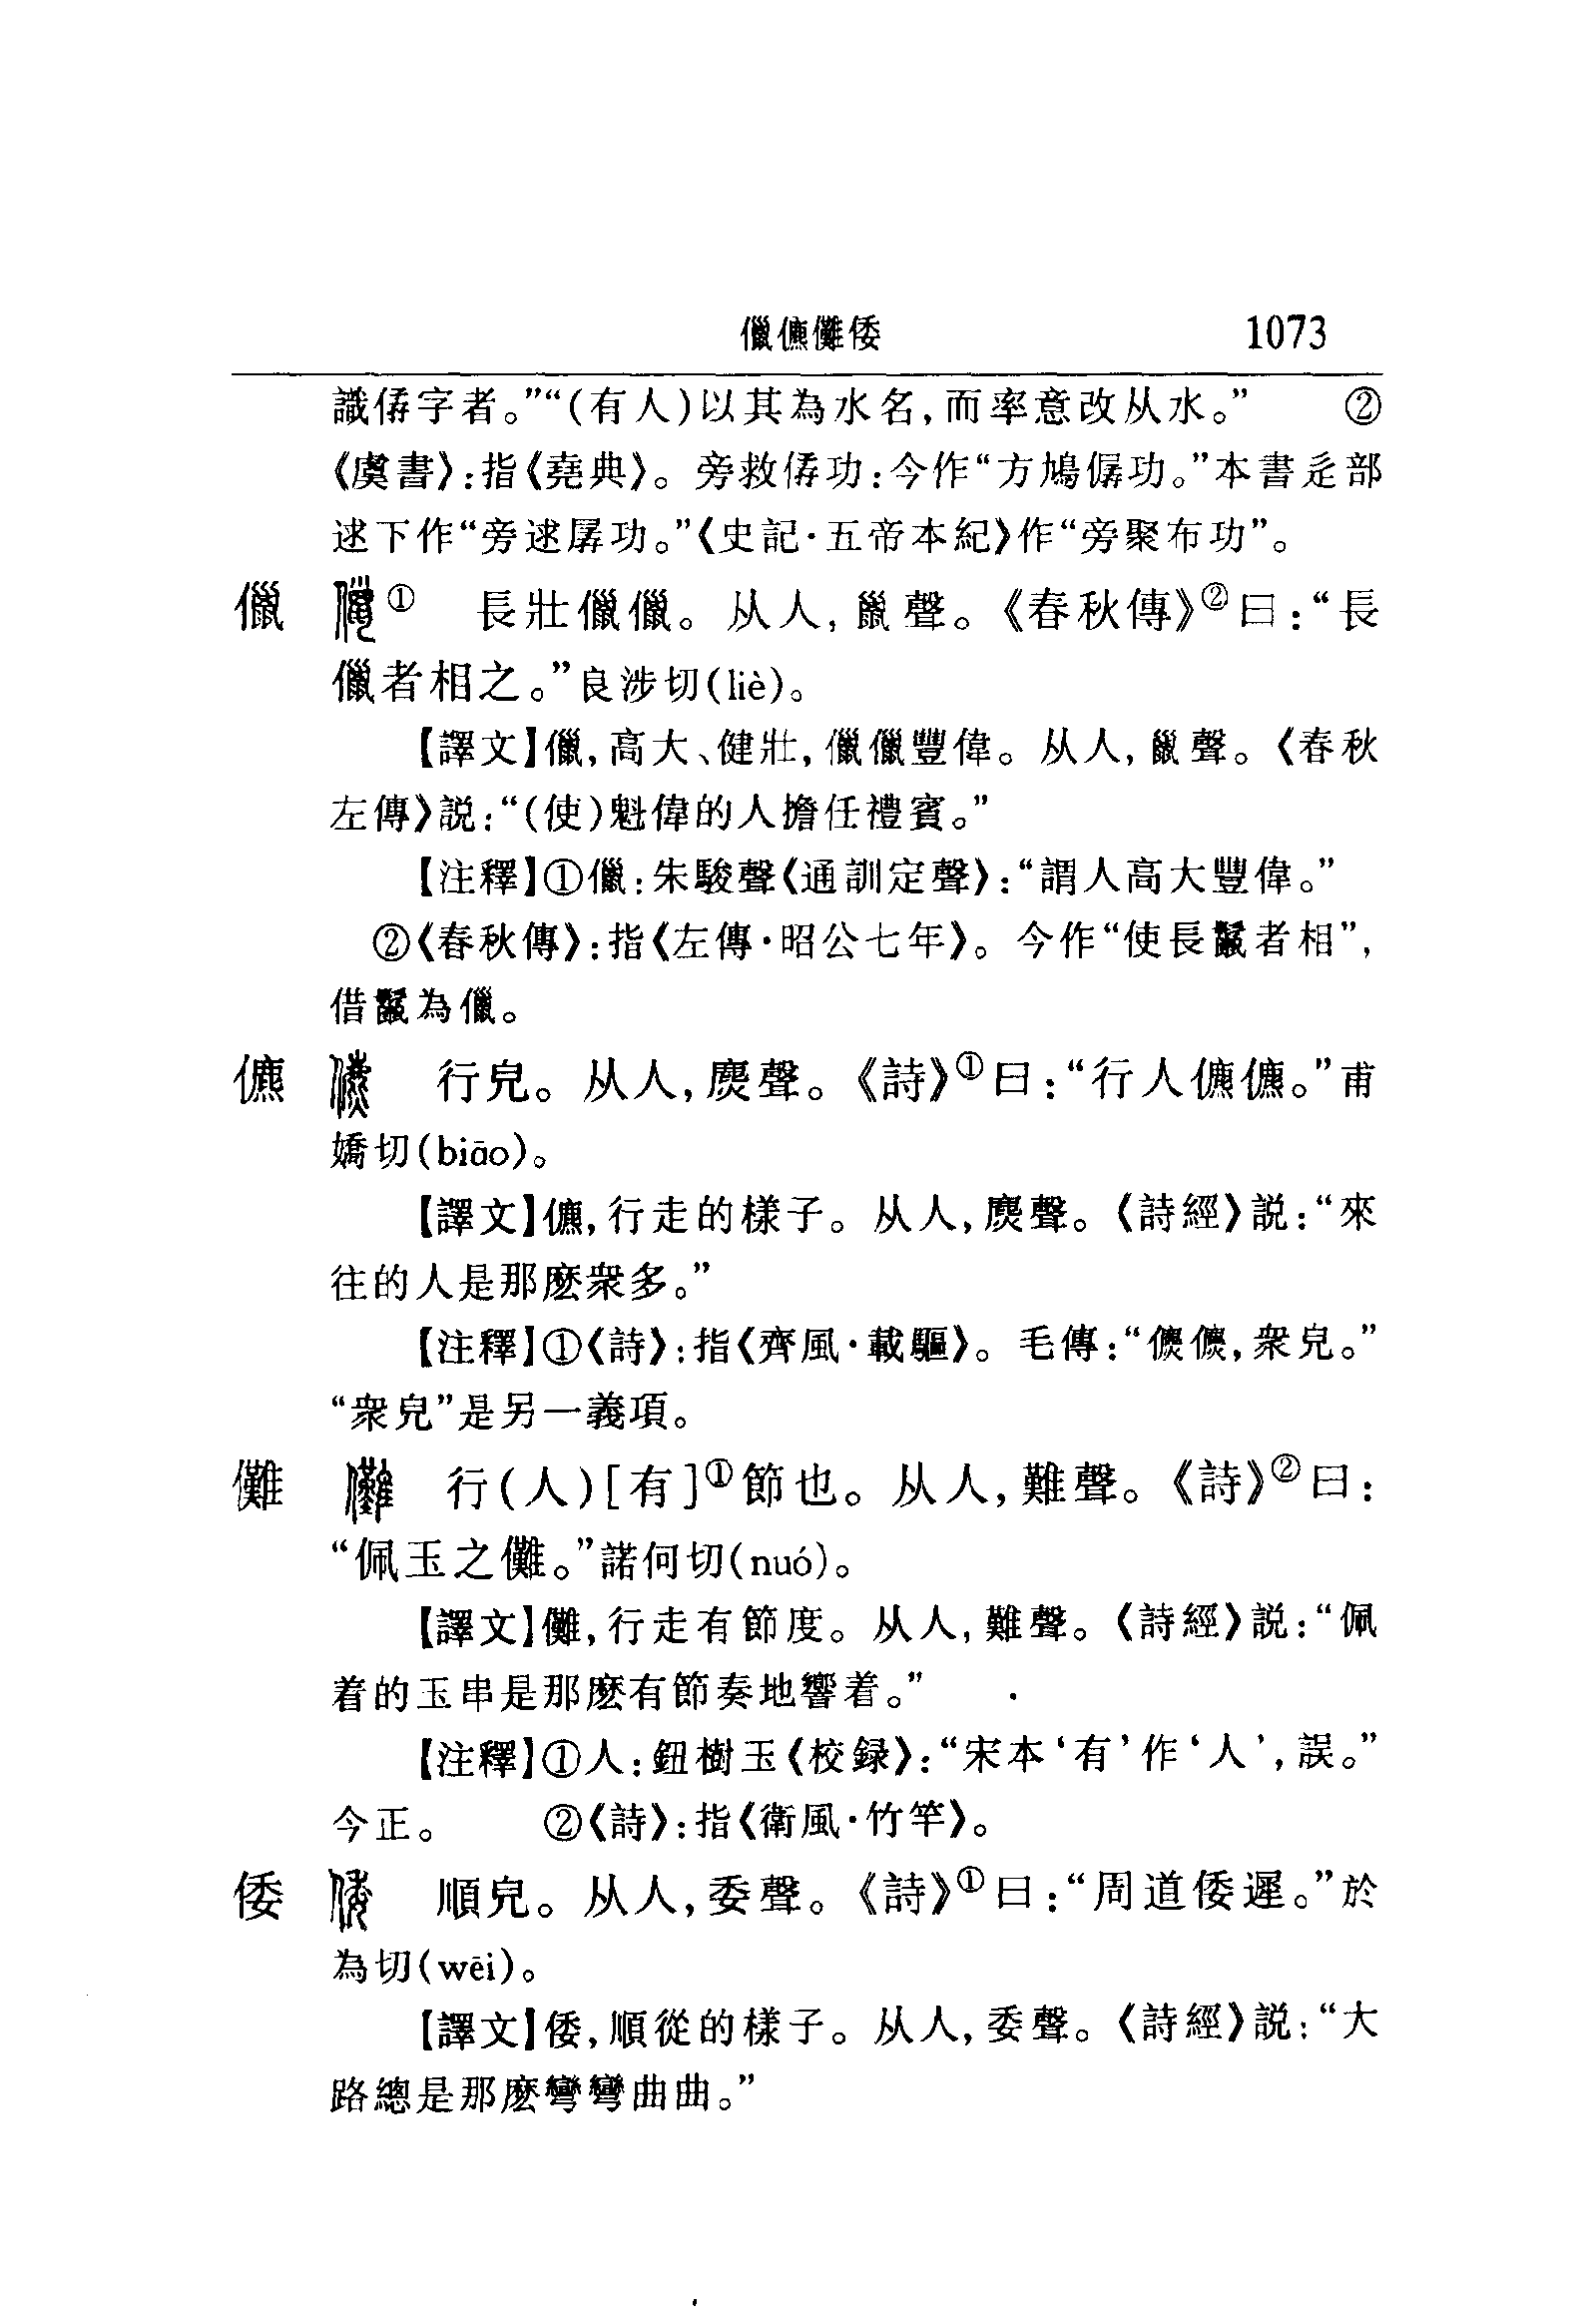 儠儦儺倭 1073
識㑁字者。”“(有人)以其為水名，而率意改从水。” ②
《虞書》：指《堯典》。旁救㑁功：今作“方鳩僝功。”本書辵部
逑下作“旁逑孱功。”《史記·五帝本紀》作“旁聚布功”。
儠 ① 長壯儠儠。从人，巤聲。《春秋傳》②曰：“長
儠者相之。”良涉切(liè)。
【譯文】儠，高大、健壯，儠儠豐偉。从人，巤聲。《春秋
左傳》説：“(使)魁偉的人擔任禮賓。”
【注釋】①儠：朱駿聲《通訓定聲》：“謂人高大豐偉。”
②《春秋傳》：指《左傳·昭公七年》。今作“使長鬣者相”，
借鬣為儠。
儦 行皃。从人，麃聲。《詩》①曰：“行人儦儦。”甫
嬌切(biāo)。
【譯文】儦，行走的樣子。从人，麃聲。《詩經》説：“來
往的人是那麽衆多。”
【注釋】①《詩》：指《齊風·載驅》。毛傳：“儦儦，衆皃。”
“衆皃”是另一義項。
儺 行(人)[有]①節也。从人，難聲。《詩》②曰：
“佩玉之儺。”諾何切(nuó)。
【譯文】儺，行走有節度。从人，難聲。《詩經》説：“佩
着的玉串是那麽有節奏地響着。”
【注釋】①人：鈕樹玉《校録》：“宋本‘有’作‘人’，誤。”
今正。 ②《詩》：指《衛風·竹竿》。
倭 順皃。从人，委聲。《詩》①曰：“周道倭遲。”於
為切(wēi)。
【譯文】倭，順從的樣子。从人，委聲。《詩經》説：“大
路總是那麽彎彎曲曲。”